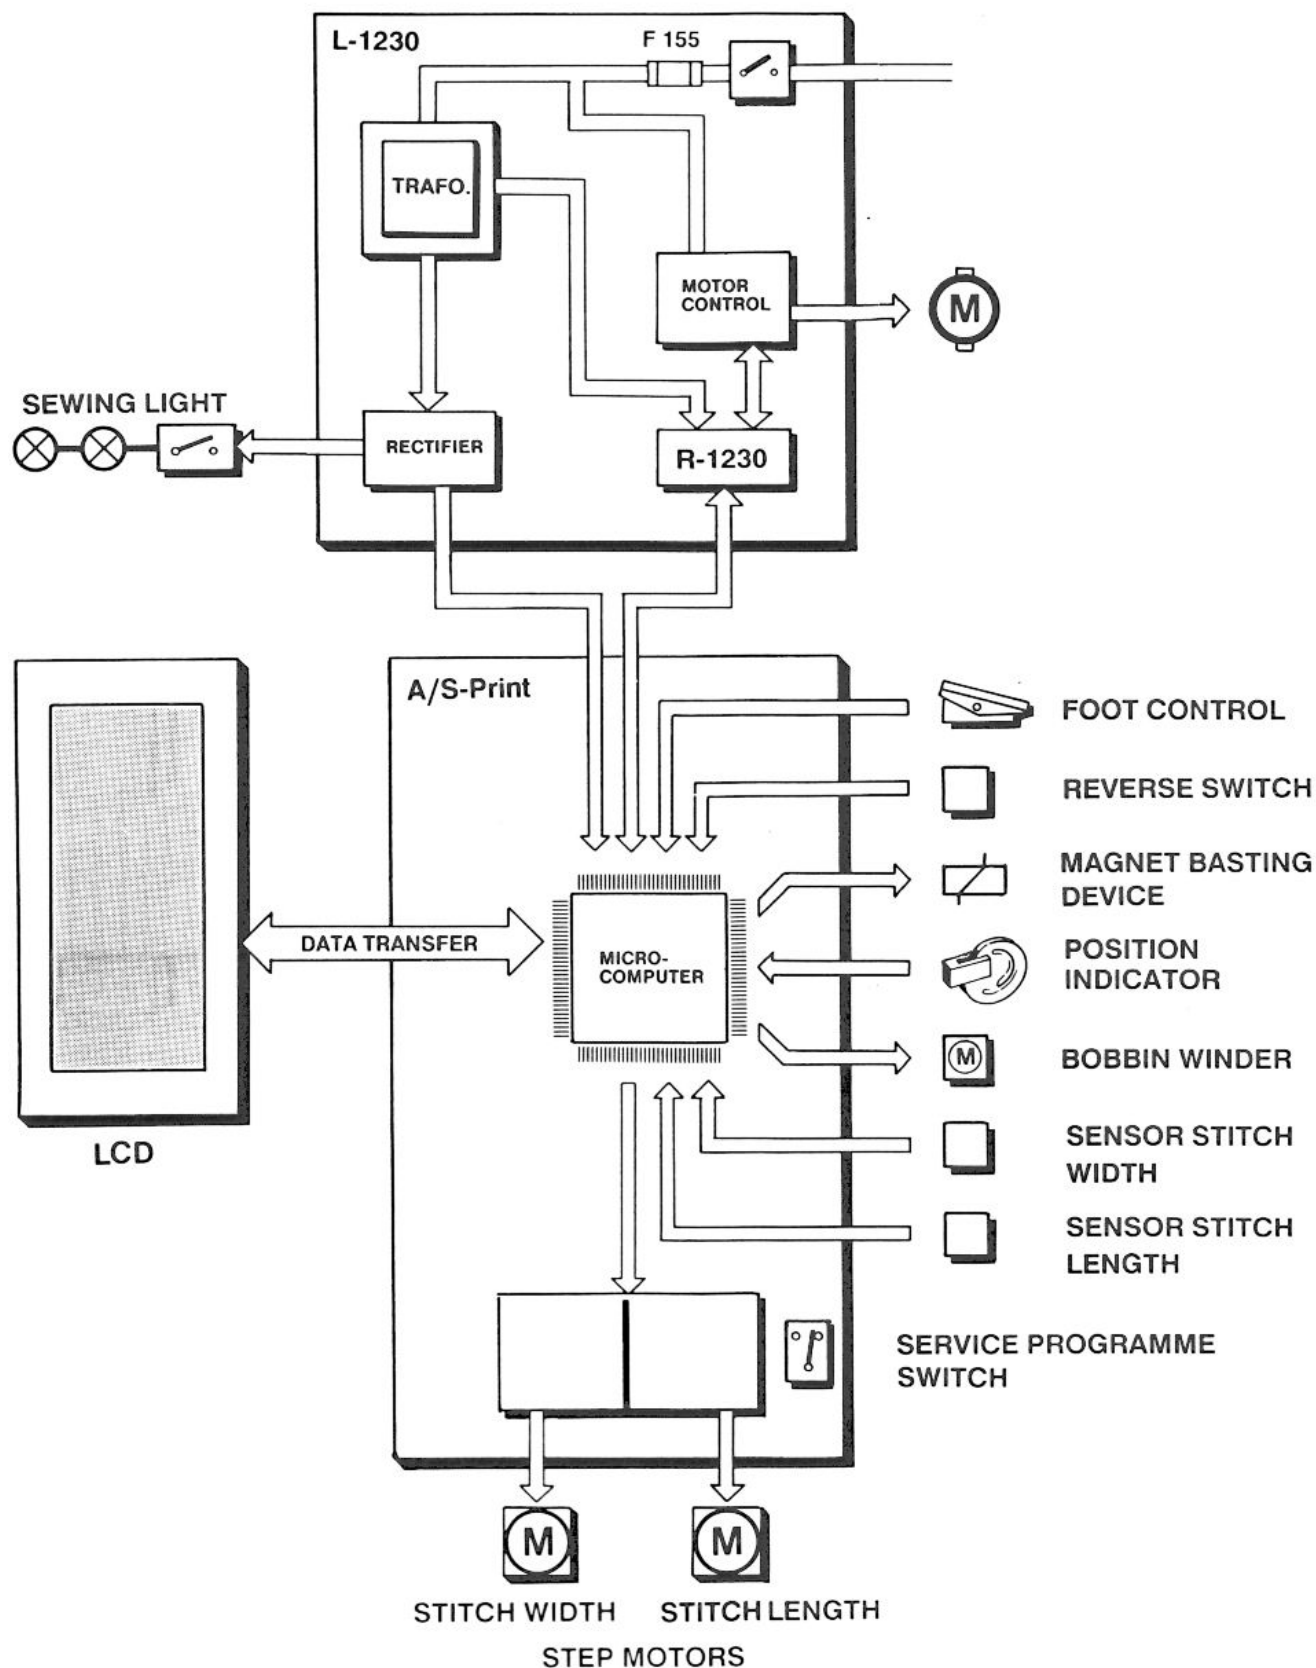 L-1230
F 155
TRAFO.
MOTOR
CONTROL
M
SEWING LIGHT
RECTIFIER
R-1230
A/S-Print
FOOT CONTROL
REVERSE SWITCH
MAGNET BASTING
DEVICE
DATA TRANSFER
MICRO-
COMPUTER
POSITION
INDICATOR
M
BOBBIN WINDER
LCD
SENSOR STITCH
WIDTH
SENSOR STITCH
LENGTH
SERVICE PROGRAMME
SWITCH
M
M
STITCH WIDTH
STITCH LENGTH
STEP MOTORS